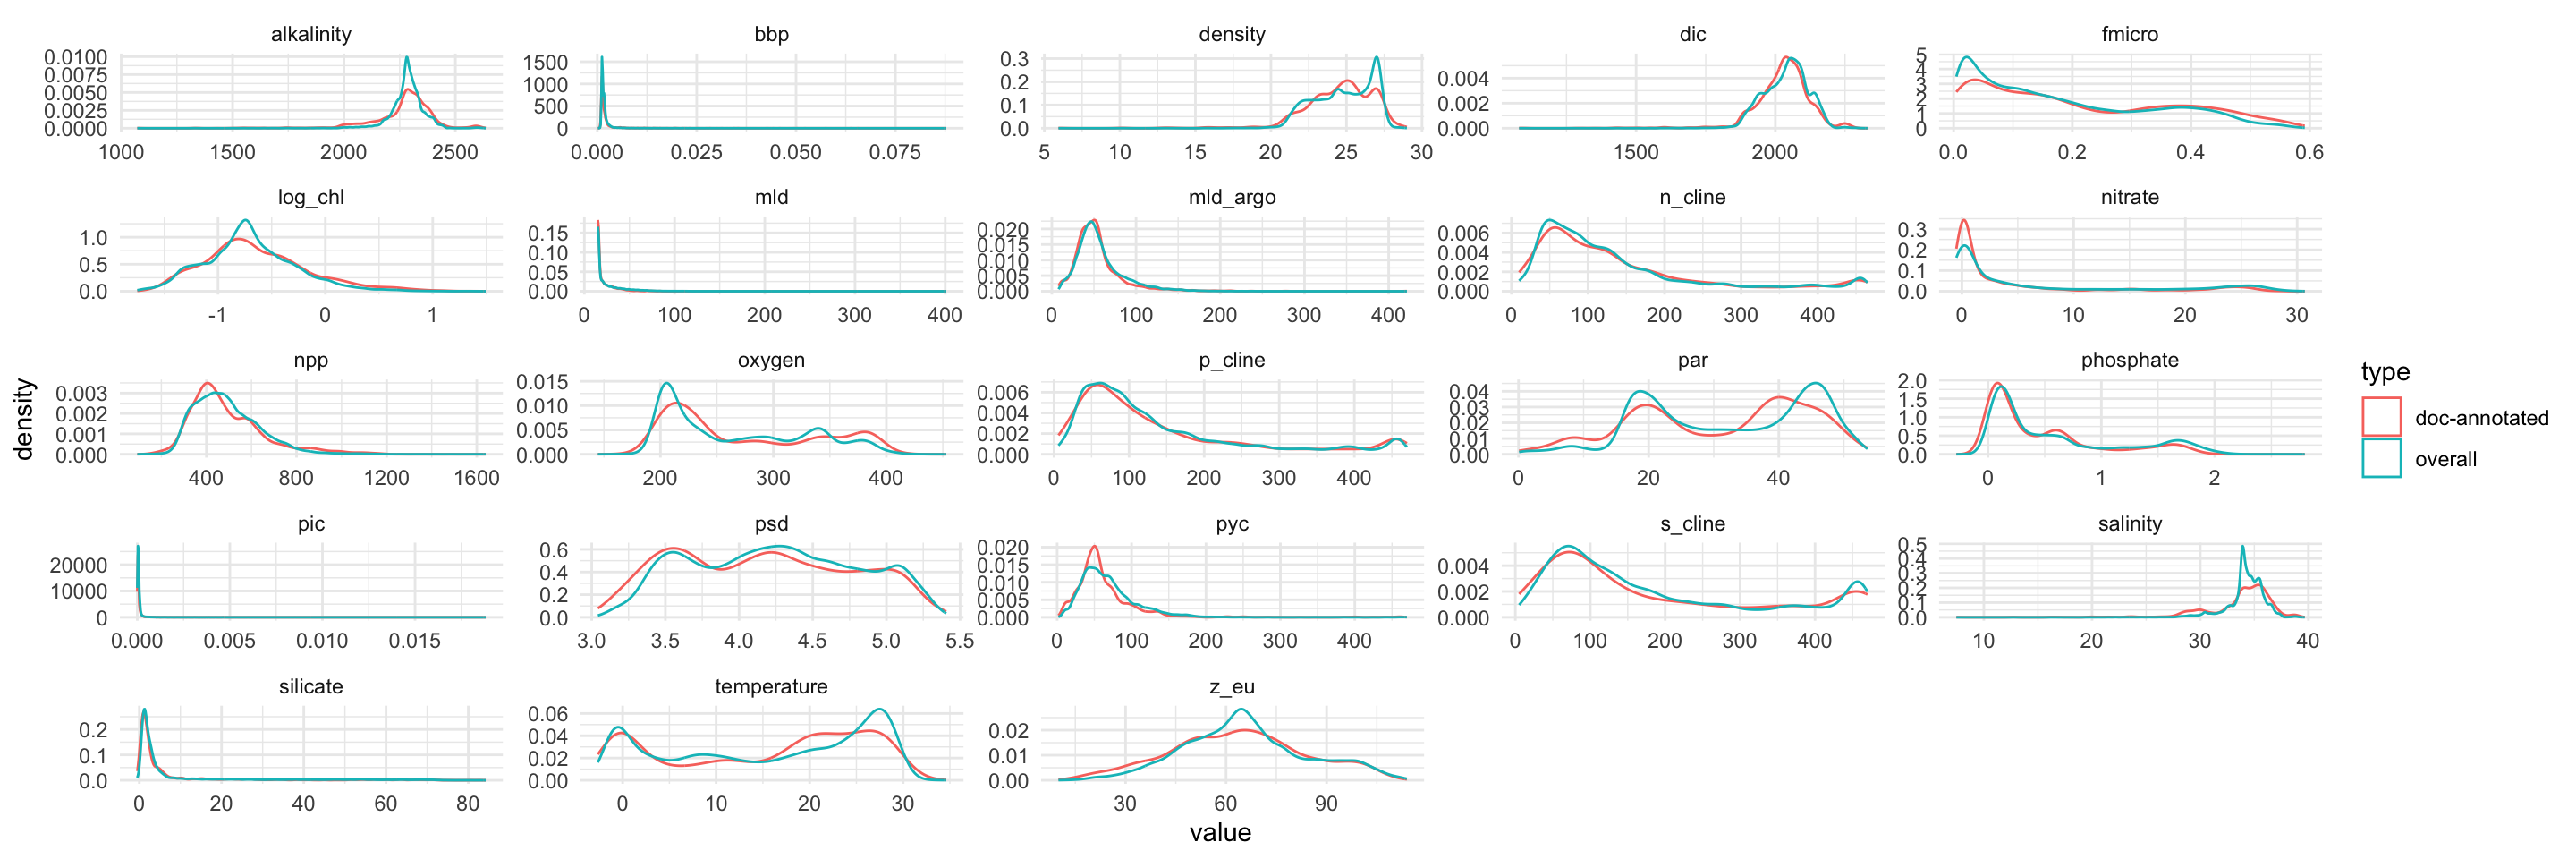 alkalinity
0.0100
0.0075
0.0050
0.0025
0.0000
1000 1500 2000 2500
bbp
1500
1000
500
0
0.000 0.025 0.050 0.075
density
0.3
0.2
0.1
0.0
5 10 15 20 25 30
dic
0.004
0.002
0.000
1500 2000
fmicro
5
4
3
2
1
0
0.0 0.2 0.4 0.6
log_chl
1.0
0.5
0.0
-1 0 1
mld
0.15
0.10
0.05
0.00
0 100 200 300 400
mld_argo
0.020
0.015
0.010
0.005
0.000
0 100 200 300 400
n_cline
0.006
0.004
0.002
0.000
0 100 200 300 400
nitrate
0.3
0.2
0.1
0.0
0 10 20 30
npp
0.003
0.002
0.001
0.000
400 800 1200 1600
oxygen
0.015
0.010
0.005
0.000
200 300 400
p_cline
0.006
0.004
0.002
0.000
0 100 200 300 400
par
0.04
0.03
0.02
0.01
0.00
0 20 40
phosphate
2.0
1.5
1.0
0.5
0.0
0 1 2
pic
20000
10000
0
0.000 0.005 0.010 0.015
psd
0.6
0.4
0.2
0.0
3.0 3.5 4.0 4.5 5.0 5.5
pyc
0.020
0.015
0.010
0.005
0.000
0 100 200 300 400
s_cline
0.004
0.002
0.000
0 100 200 300 400
salinity
0.5
0.4
0.3
0.2
0.1
0.0
10 20 30 40
silicate
0.2
0.1
0.0
0 20 40 60 80
temperature
0.06
0.04
0.02
0.00
0 10 20 30
z_eu
0.02
0.01
0.00
30 60 90
density
value
type
doc-annotated
overall